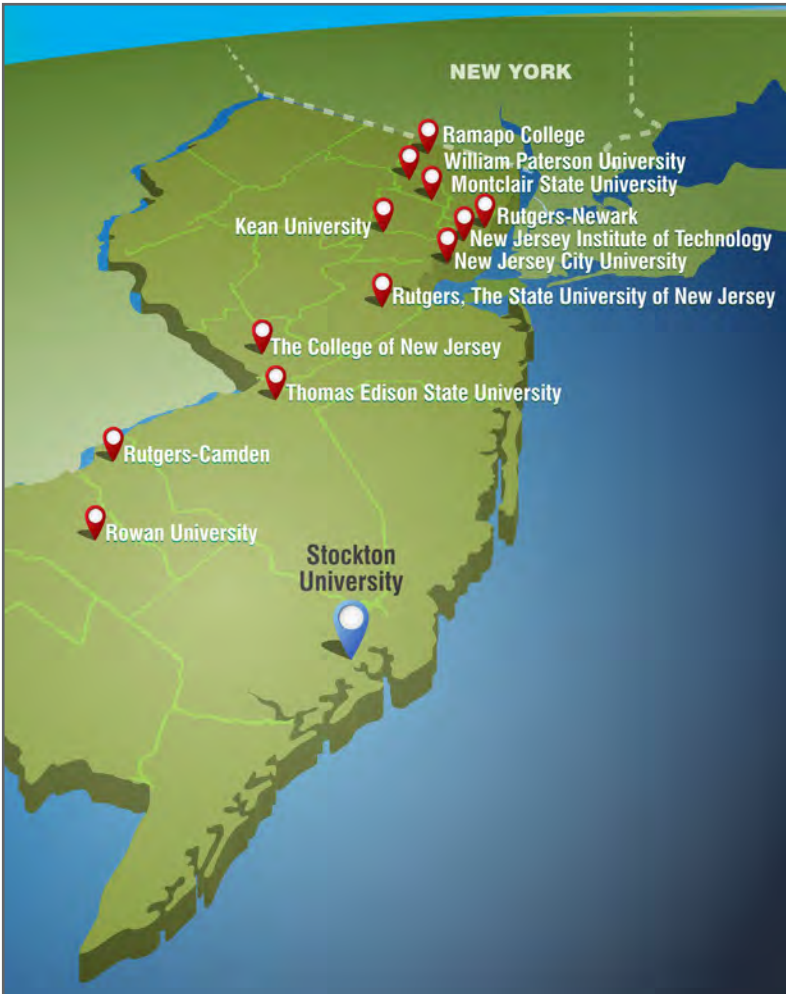 NEW YORK
Ramapo College
William Paterson University
Montclair State University
Rutgers-Newark
Kean University
New Jersey Institute of Technology
New Jersey City University
Rutgers, The State University of New Jersey
The College of New Jersey
Thomas Edison State University
Rutgers-Camden
Rowan University
Stockton
University